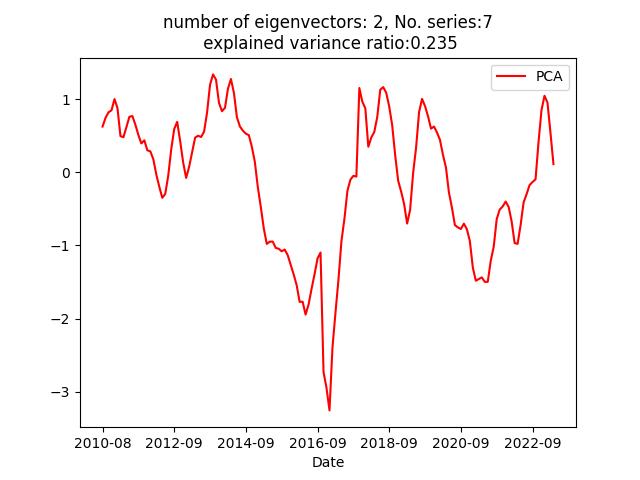 number of eigenvectors: 2, No. series:7
explained variance ratio:0.235
PCA
1
0
−1
−2
−3
2010-08 2012-09 2014-09 2016-09 2018-09 2020-09 2022-09
Date